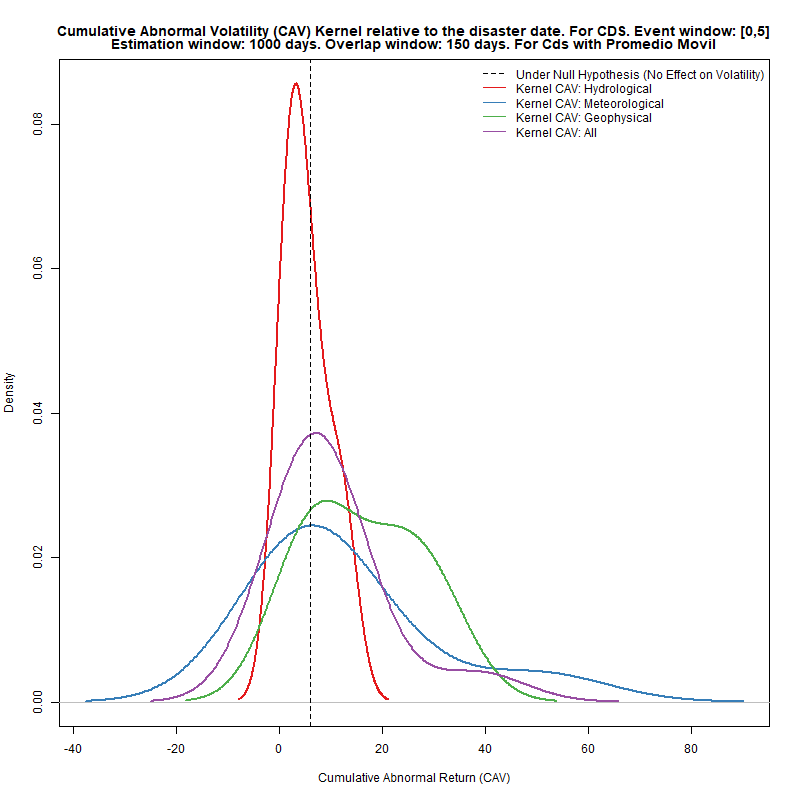 Cumulative Abnormal Volatility (CAV) Kernel relative to the disaster date. For CDS. Event window: [0,5]
Estimation window: 1000 days. Overlap window: 150 days. For Cds with Promedio Movil
Under Null Hypothesis (No Effect on Volatility)
Kernel CAV: Hydrological
Kernel CAV: Meteorological
Kernel CAV: Geophysical
Kernel CAV: All
Density
0.08
0.06
0.04
0.02
0.00
-40 -20 0 20 40 60 80
Cumulative Abnormal Return (CAV)